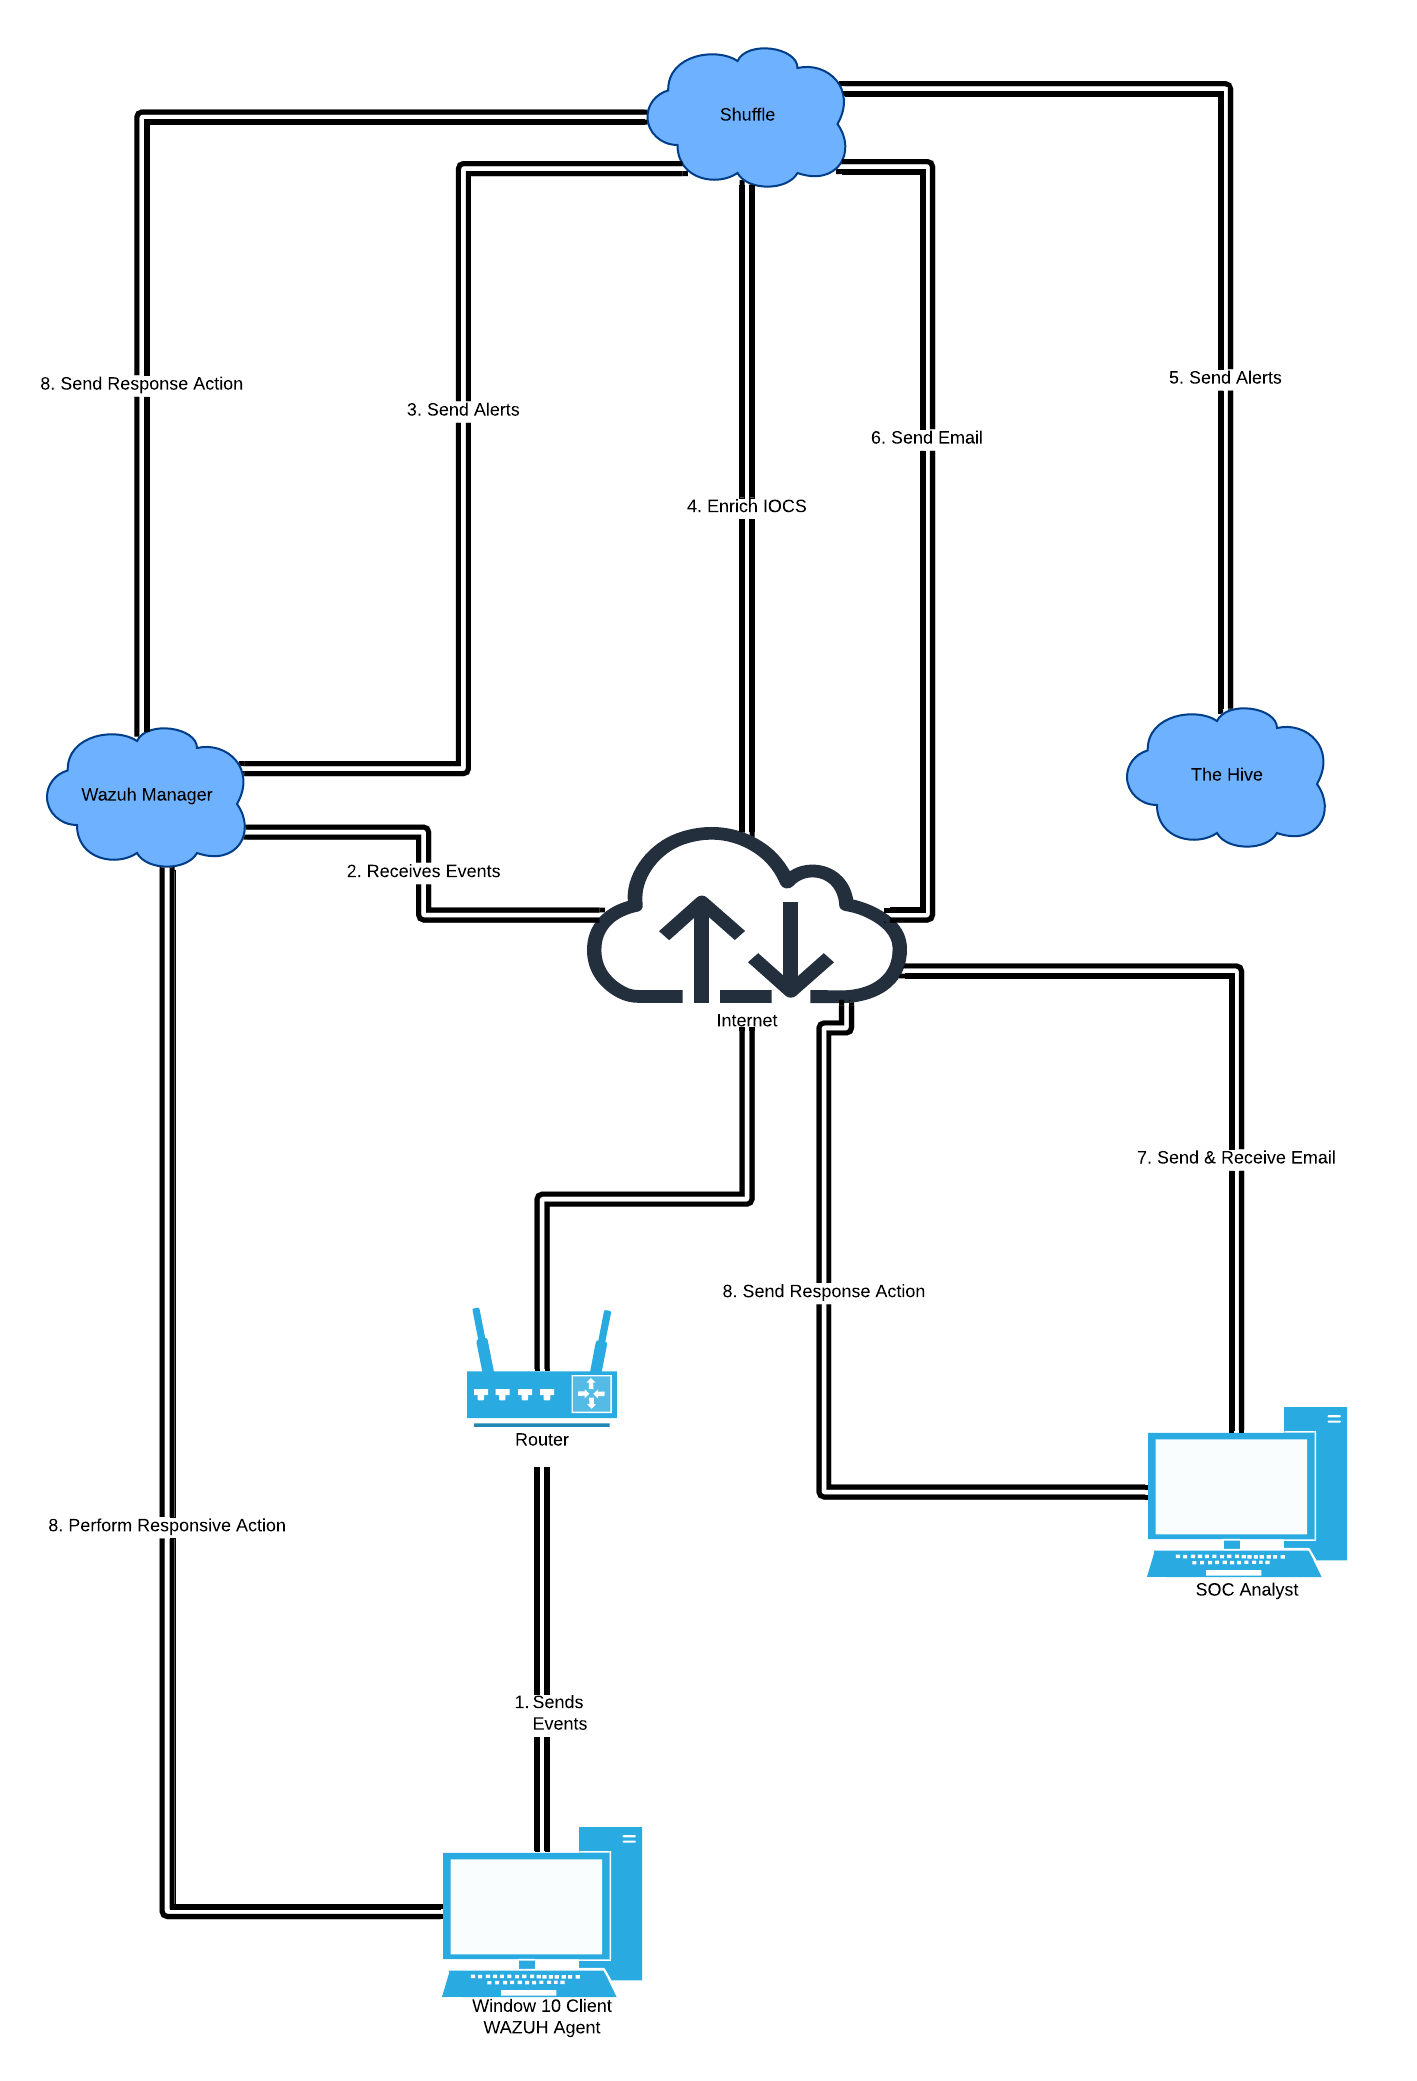 Shuffle
8. Send Response Action
3. Send Alerts
5. Send Alerts
6. Send Email
4. Enrich IOCS
The Hive
Wazuh Manager
2. Receives Events
Internet
7. Send & Receive Email
8. Send Response Action
Router
8. Perform Responsive Action
SOC Analyst
1. Sends
Events
Window 10 Client
WAZUH Agent